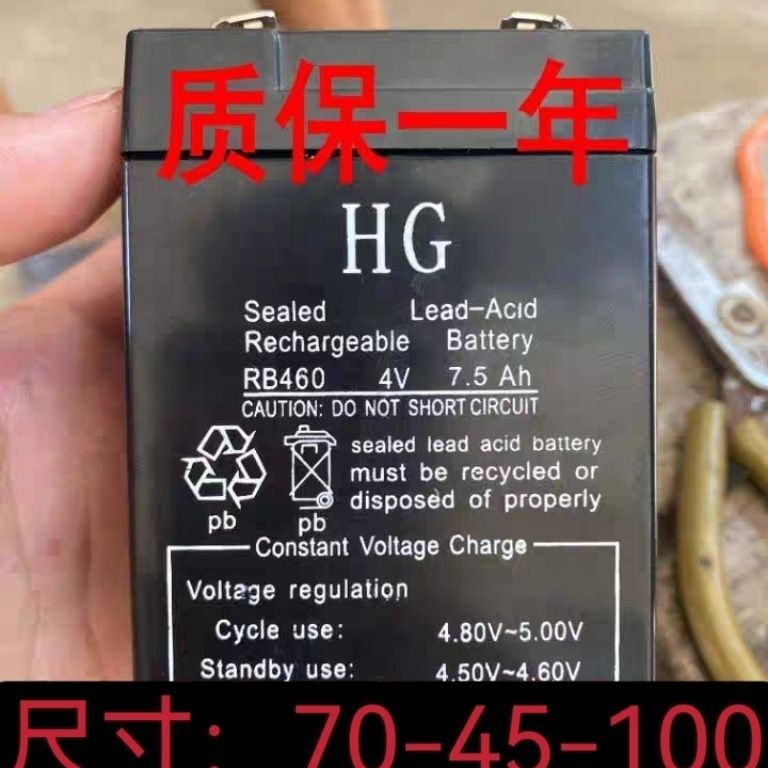 质保一年
HG
Sealed Lead-Acid
Rechargeable Battery
RB460 4V 7.5 Ah
CAUTION: DO NOT SHORT CIRCUIT
sealed lead acid battery
must be recycled or
disposed of properly
pb pb
Constant Voltage Charge
Voltage regulation
Cycle use: 4.80V~5.00V
Standby use: 4.50V~4.60V
尺寸: 70-45-100